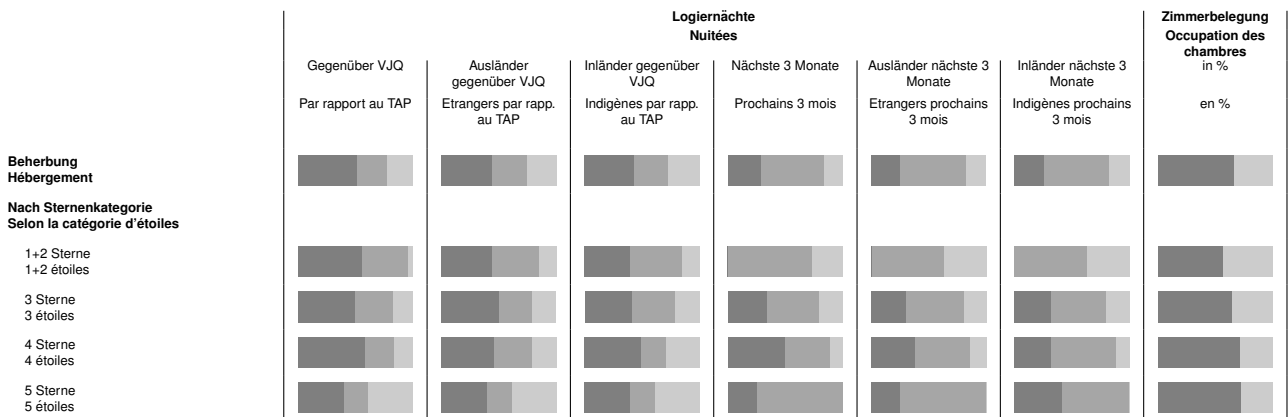 Logiernächte
Nuitées
Zimmerbelegung
Occupation des
chambres
Gegenüber VJQ
Ausländer
gegenüber VJQ
Inländer gegenüber
VJQ
Nächste 3 Monate
Ausländer nächste 3
Monate
Inländer nächste 3
Monate
in %
Par rapport au TAP
Etrangers par rapp.
au TAP
Indigènes par rapp.
au TAP
Prochains 3 mois
Etrangers prochains
3 mois
Indigènes prochains
3 mois
en %
Beherbung
Hébergement
Nach Sternenkategorie
Selon la catégorie d'étoiles
1+2 Sterne
1+2 étoiles
3 Sterne
3 étoiles
4 Sterne
4 étoiles
5 Sterne
5 étoiles